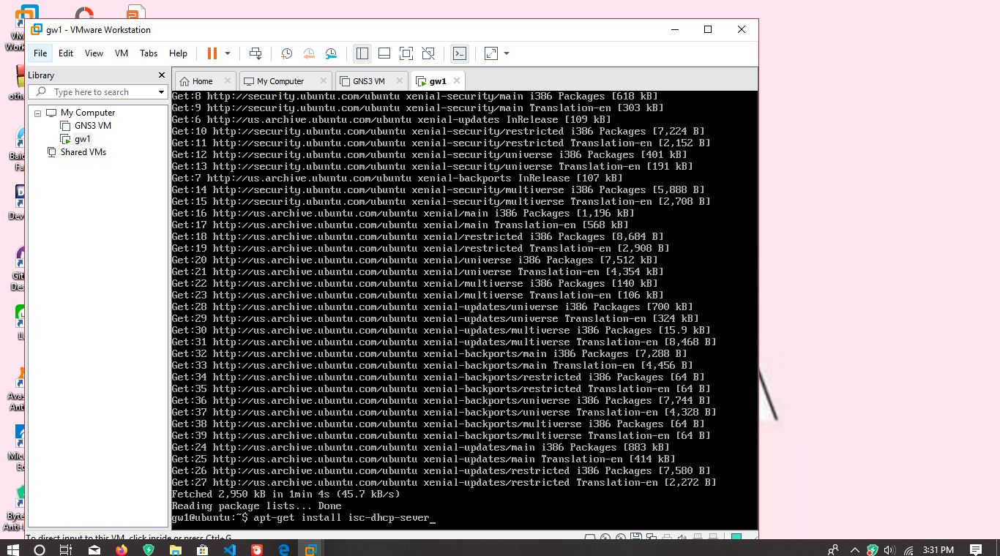 gw1 - VMware Workstation
File Edit View VM Tabs Help
Library
Type here to search
My Computer
GNS3 VM
gw1
Shared VMs
Home My Computer GNS3 VM gw1
Get:8 http://security.ubuntu.com/ubuntu xenial-security/main i386 Packages [618 kB]
Get:9 http://security.ubuntu.com/ubuntu xenial-security/main Translation-en [303 kB]
Get:6 http://us.archive.ubuntu.com/ubuntu xenial-updates InRelease [109 kB]
Get:10 http://security.ubuntu.com/ubuntu xenial-security/restricted i386 Packages [7,224 B]
Get:11 http://security.ubuntu.com/ubuntu xenial-security/restricted Translation-en [2,152 B]
Get:12 http://security.ubuntu.com/ubuntu xenial-security/universe i386 Packages [401 kB]
Get:13 http://security.ubuntu.com/ubuntu xenial-security/universe Translation-en [191 kB]
Get:7 http://us.archive.ubuntu.com/ubuntu xenial-backports InRelease [107 kB]
Get:14 http://security.ubuntu.com/ubuntu xenial-security/multiverse i386 Packages [5,888 B]
Get:15 http://security.ubuntu.com/ubuntu xenial-security/multiverse Translation-en [2,708 B]
Get:16 http://us.archive.ubuntu.com/ubuntu xenial/main i386 Packages [1,196 kB]
Get:17 http://us.archive.ubuntu.com/ubuntu xenial/main Translation-en [568 kB]
Get:18 http://us.archive.ubuntu.com/ubuntu xenial/restricted i386 Packages [8,684 B]
Get:19 http://us.archive.ubuntu.com/ubuntu xenial/restricted Translation-en [2,908 B]
Get:20 http://us.archive.ubuntu.com/ubuntu xenial/universe i386 Packages [7,512 kB]
Get:21 http://us.archive.ubuntu.com/ubuntu xenial/universe Translation-en [4,354 kB]
Get:22 http://us.archive.ubuntu.com/ubuntu xenial/multiverse i386 Packages [140 kB]
Get:23 http://us.archive.ubuntu.com/ubuntu xenial/multiverse Translation-en [106 kB]
Get:28 http://us.archive.ubuntu.com/ubuntu xenial-updates/universe i386 Packages [700 kB]
Get:29 http://us.archive.ubuntu.com/ubuntu xenial-updates/universe Translation-en [324 kB]
Get:30 http://us.archive.ubuntu.com/ubuntu xenial-updates/multiverse i386 Packages [15.9 kB]
Get:31 http://us.archive.ubuntu.com/ubuntu xenial-updates/multiverse Translation-en [8,468 B]
Get:32 http://us.archive.ubuntu.com/ubuntu xenial-backports/main i386 Packages [7,288 B]
Get:33 http://us.archive.ubuntu.com/ubuntu xenial-backports/main Translation-en [4,456 B]
Get:34 http://us.archive.ubuntu.com/ubuntu xenial-backports/restricted i386 Packages [64 B]
Get:35 http://us.archive.ubuntu.com/ubuntu xenial-backports/restricted Translation-en [64 B]
Get:36 http://us.archive.ubuntu.com/ubuntu xenial-backports/universe i386 Packages [7,744 B]
Get:37 http://us.archive.ubuntu.com/ubuntu xenial-backports/universe Translation-en [4,328 B]
Get:38 http://us.archive.ubuntu.com/ubuntu xenial-backports/multiverse i386 Packages [64 B]
Get:39 http://us.archive.ubuntu.com/ubuntu xenial-backports/multiverse Translation-en [64 B]
Get:24 http://us.archive.ubuntu.com/ubuntu xenial-updates/main i386 Packages [883 kB]
Get:25 http://us.archive.ubuntu.com/ubuntu xenial-updates/main Translation-en [414 kB]
Get:26 http://us.archive.ubuntu.com/ubuntu xenial-updates/restricted i386 Packages [7,580 B]
Get:27 http://us.archive.ubuntu.com/ubuntu xenial-updates/restricted Translation-en [2,272 B]
Fetched 2,950 kB in 1min 4s (45.7 kB/s)
Reading package lists... Done
gw1@ubuntu:~$ apt-get install isc-dhcp-sever_
To direct input to this VM, click inside or press Ctrl+G.
3:31 PM